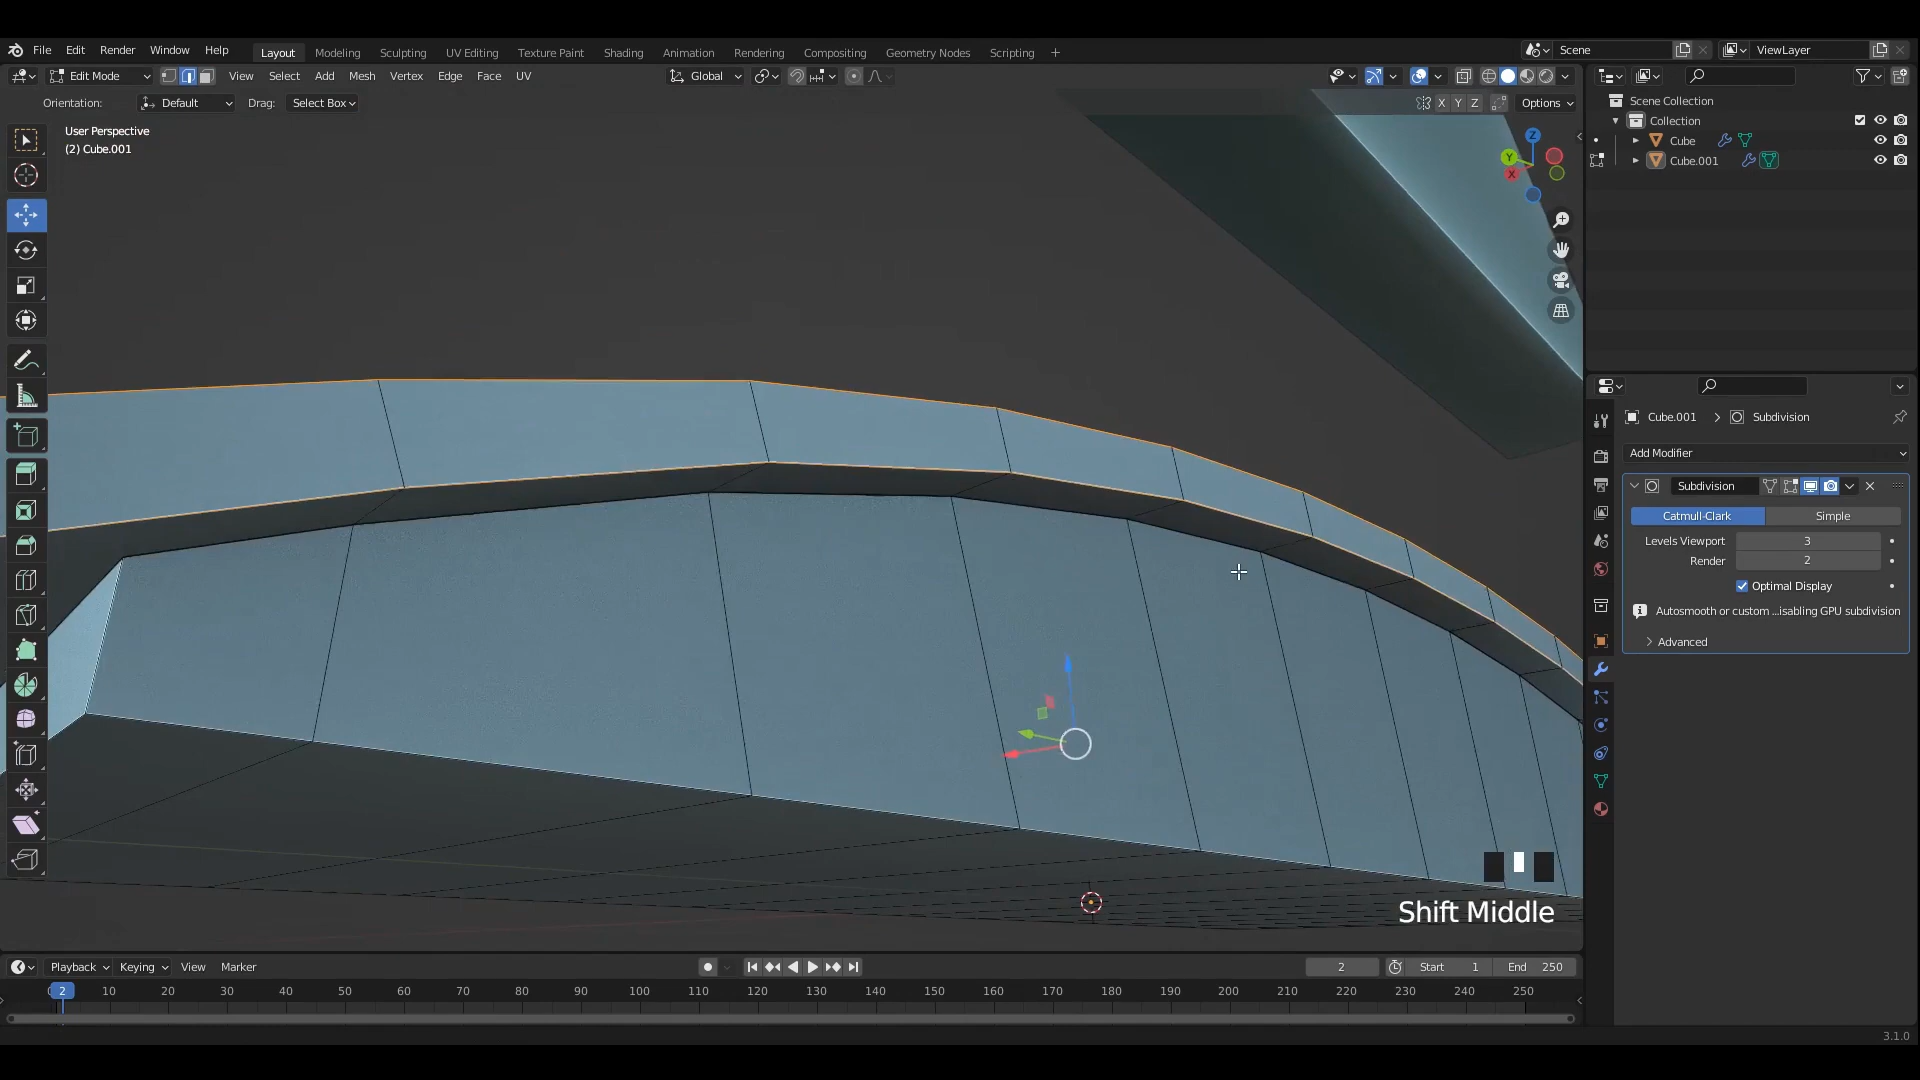 File Edit Render Window Help Layout Modeling Sculpting UV Editing Texture Paint Shading Animation Rendering Compositing Geometry Nodes Scripting + Scene ViewLayer
Edit Mode View Select Add Mesh Vertex Edge Face UV Global
Orientation: Default Drag: Select Box X Y Z Options
User Perspective
(2) Cube.001
Z
Y
X
Scene Collection
Collection
Cube
Cube.001
Cube.001 > Subdivision
Add Modifier
Subdivision
Catmull-Clark Simple
Levels Viewport 3
Render 2
Optimal Display
Autosmooth or custom ...isabling GPU subdivision
Advanced
Shift Middle
Playback Keying View Marker 2 Start 1 End 250
2 10 20 30 40 50 60 70 80 90 100 110 120 130 140 150 160 170 180 190 200 210 220 230 240 250
3.1.0